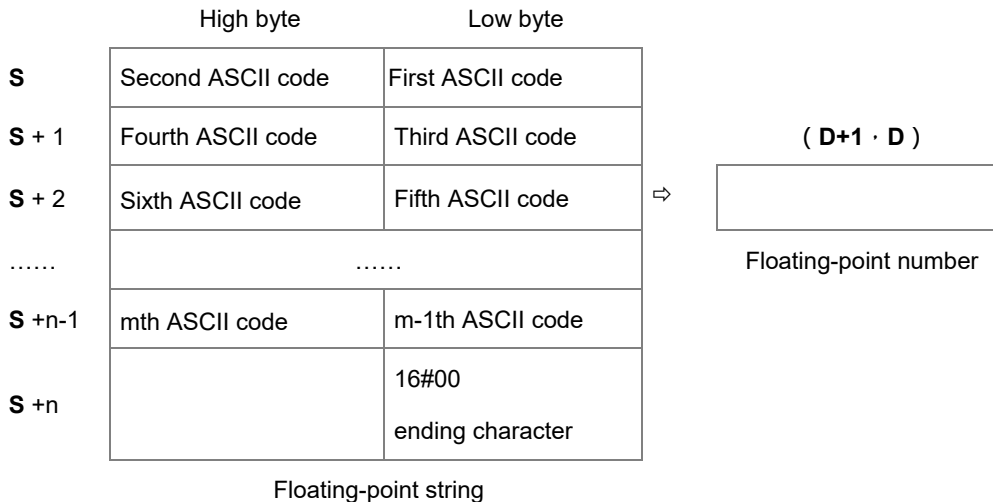 High byte Low byte
S Second ASCII code First ASCII code
S + 1 Fourth ASCII code Third ASCII code ( D+1 · D )
S + 2 Sixth ASCII code Fifth ASCII code ⇨
…… …… Floating-point number
S +n-1 mth ASCII code m-1th ASCII code
16#00
S +n
ending character
Floating-point string